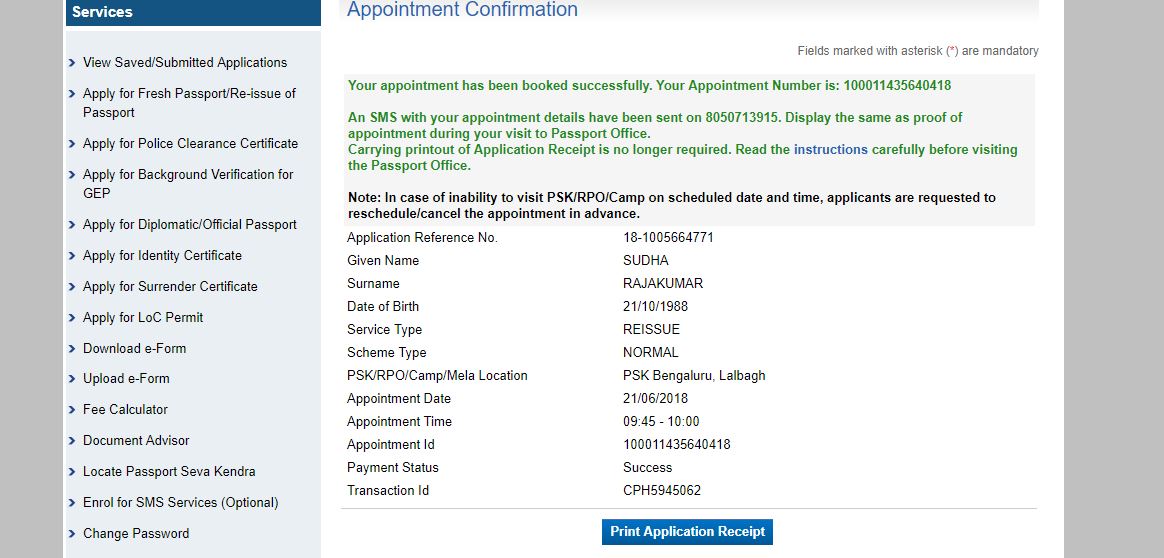 Services
View Saved/Submitted Applications
Apply for Fresh Passport/Re-issue of
Passport
Apply for Police Clearance Certificate
Apply for Background Verification for
GEP
Apply for Diplomatic/Official Passport
Apply for Identity Certificate
Apply for Surrender Certificate
Apply for LoC Permit
Download e-Form
Upload e-Form
Fee Calculator
Document Advisor
Locate Passport Seva Kendra
Enrol for SMS Services (Optional)
Change Password
Appointment Confirmation
Fields marked with asterisk (*) are mandatory
Your appointment has been booked successfully. Your Appointment Number is: 100011435640418
An SMS with your appointment details have been sent on 8050713915. Display the same as proof of
appointment during your visit to Passport Office.
Carrying printout of Application Receipt is no longer required. Read the instructions carefully before visiting
the Passport Office.
Note: In case of inability to visit PSK/RPO/Camp on scheduled date and time, applicants are requested to
reschedule/cancel the appointment in advance.
Application Reference No. 18-1005664771
Given Name SUDHA
Surname RAJAKUMAR
Date of Birth 21/10/1988
Service Type REISSUE
Scheme Type NORMAL
PSK/RPO/Camp/Mela Location PSK Bengaluru, Lalbagh
Appointment Date 21/06/2018
Appointment Time 09:45 - 10:00
Appointment Id 100011435640418
Payment Status Success
Transaction Id CPH5945062
Print Application Receipt